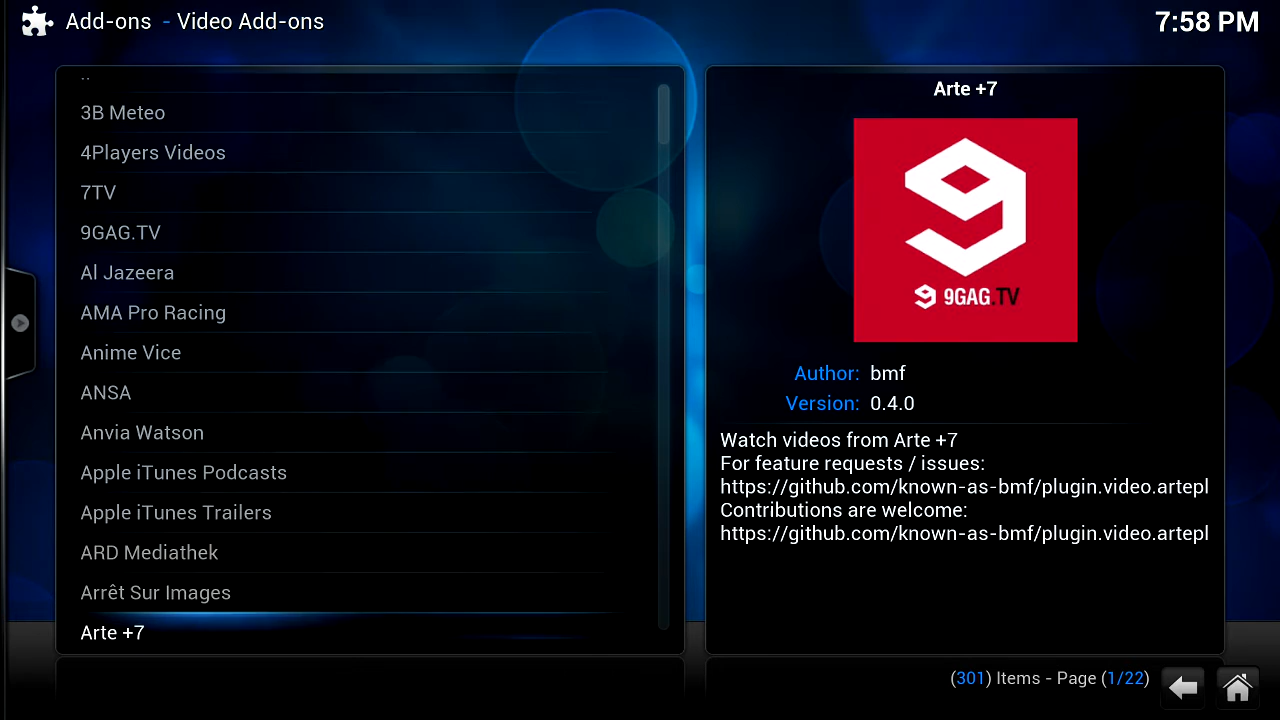 Add-ons - Video Add-ons
7:58 PM
..
3B Meteo
4Players Videos
7TV
9GAG.TV
Al Jazeera
AMA Pro Racing
Anime Vice
ANSA
Anvia Watson
Apple iTunes Podcasts
Apple iTunes Trailers
ARD Mediathek
Arrêt Sur Images
Arte +7
Arte +7
9GAG.TV
Author: bmf
Version: 0.4.0
Watch videos from Arte +7
For feature requests / issues:
https://github.com/known-as-bmf/plugin.video.artepl
Contributions are welcome:
https://github.com/known-as-bmf/plugin.video.artepl
(301) Items - Page (1/22)